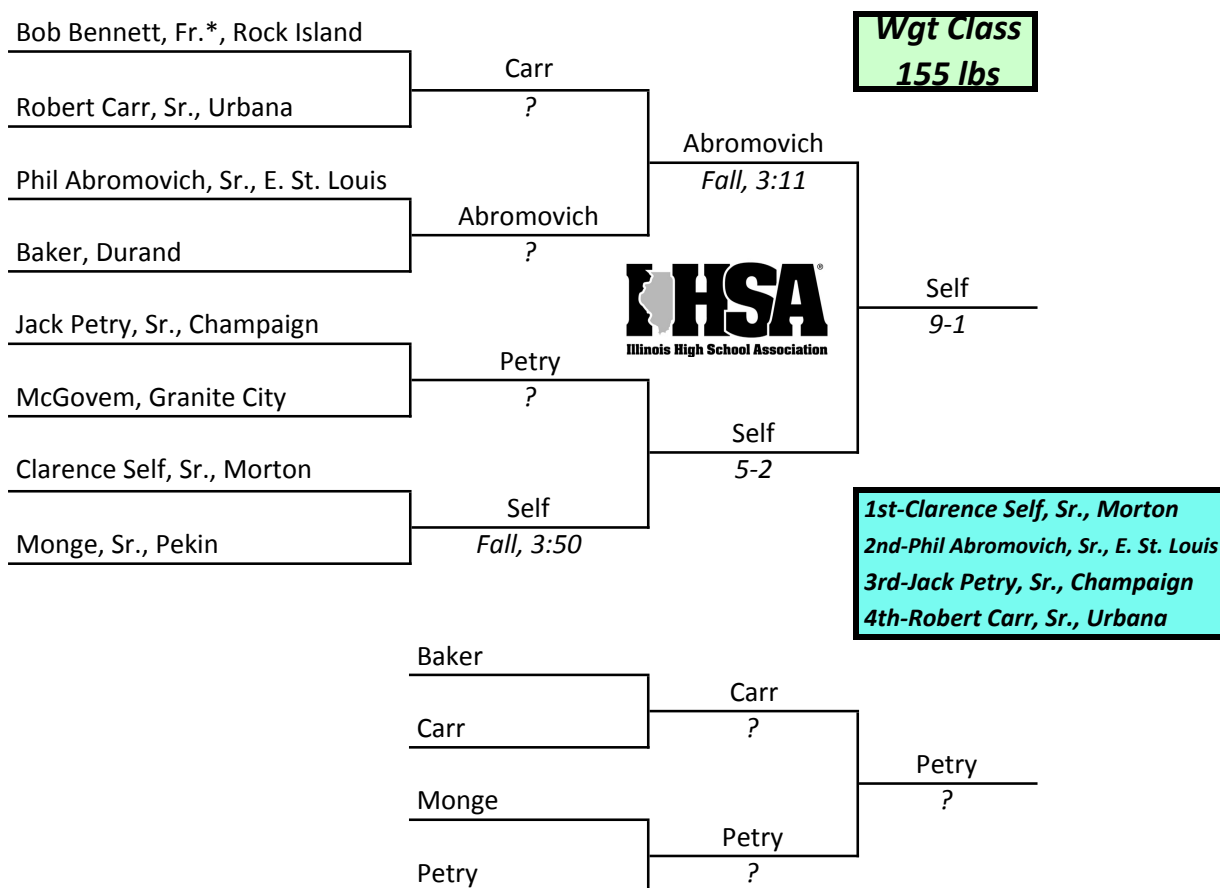 Bob Bennett, Fr.*, Rock Island
Wgt Class
155 lbs
Carr
?
Robert Carr, Sr., Urbana
Abromovich
Fall, 3:11
Phil Abromovich, Sr., E. St. Louis
Abromovich
?
Baker, Durand
IHSA®
Illinois High School Association
Self
9-1
Jack Petry, Sr., Champaign
Petry
?
McGovem, Granite City
Self
5-2
Clarence Self, Sr., Morton
Self
Fall, 3:50
Monge, Sr., Pekin
1st-Clarence Self, Sr., Morton
2nd-Phil Abromovich, Sr., E. St. Louis
3rd-Jack Petry, Sr., Champaign
4th-Robert Carr, Sr., Urbana
Baker
Carr
?
Carr
Petry
?
Monge
Petry
?
Petry